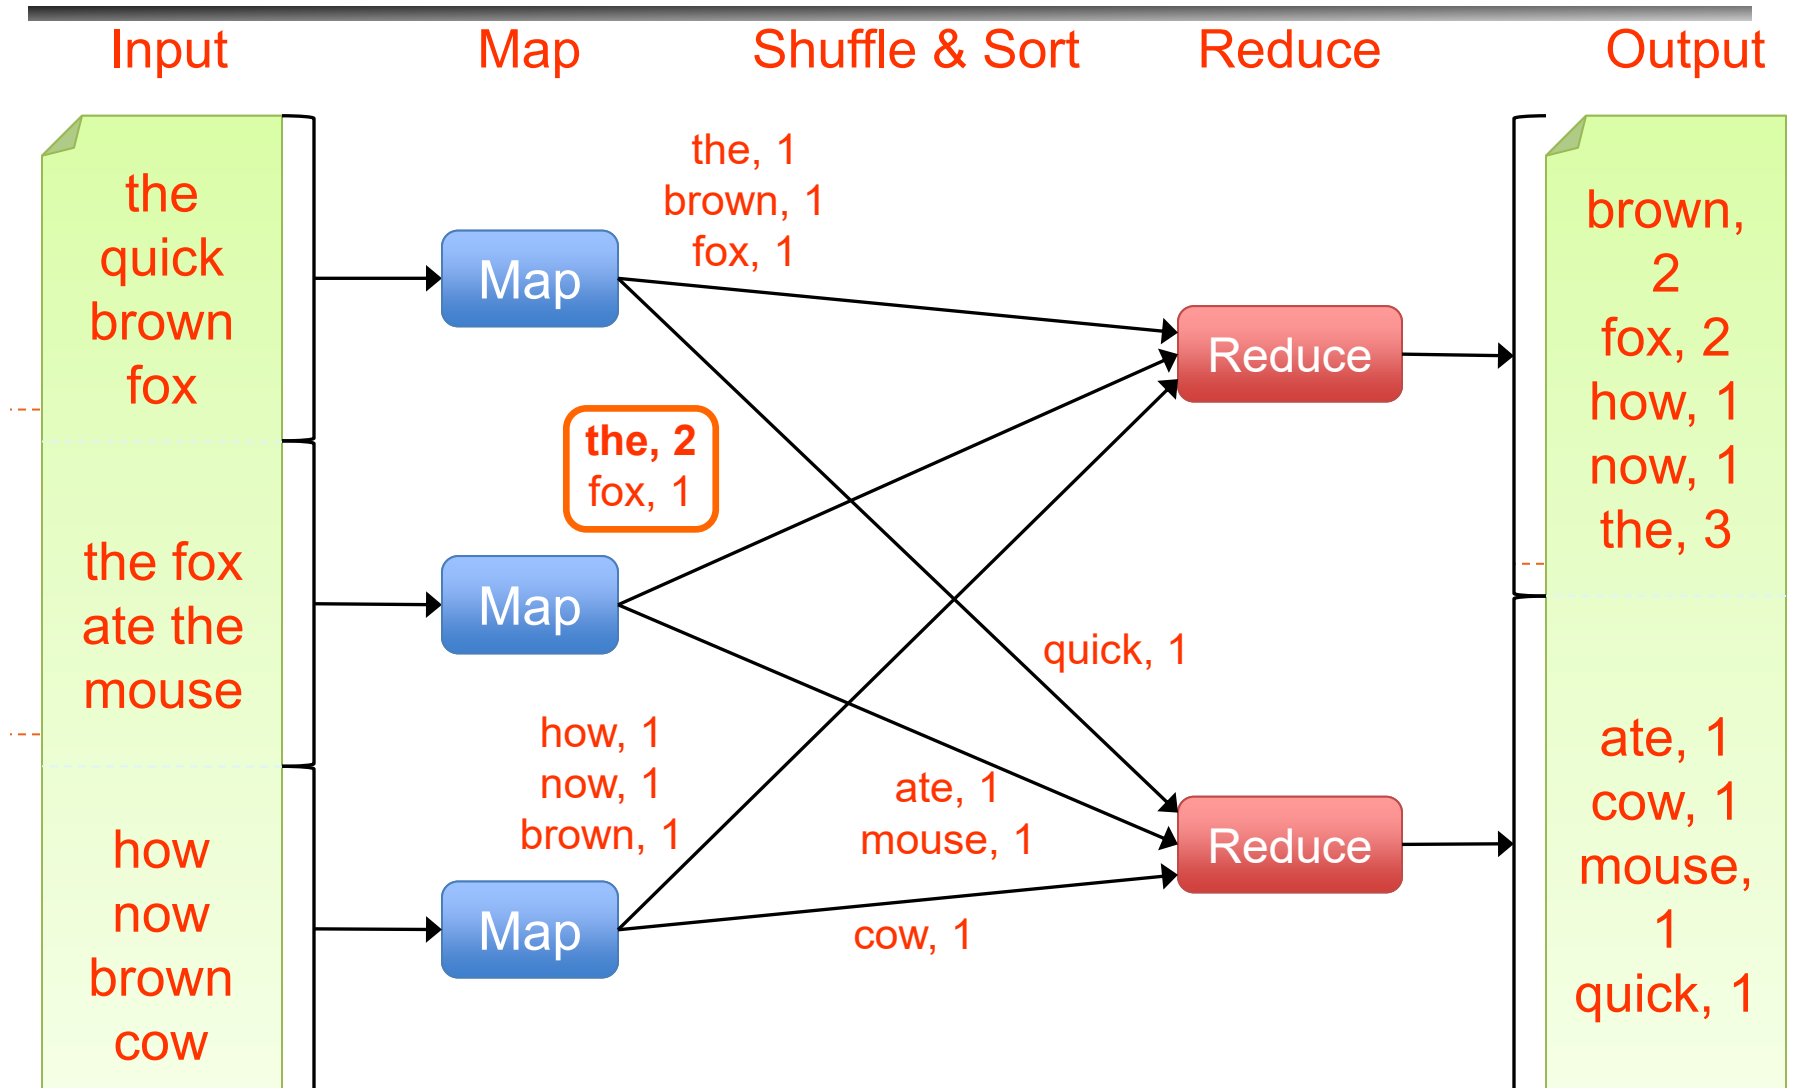 Input
Map
Shuffle & Sort
Reduce
Output
the
quick
brown
fox
the fox
ate the
mouse
how
now
brown
cow
Map
Map
Map
the, 1
brown, 1
fox, 1
the, 2
fox, 1
how, 1
now, 1
brown, 1
quick, 1
ate, 1
mouse, 1
cow, 1
Reduce
Reduce
brown,
2
fox, 2
how, 1
now, 1
the, 3
ate, 1
cow, 1
mouse,
1
quick, 1